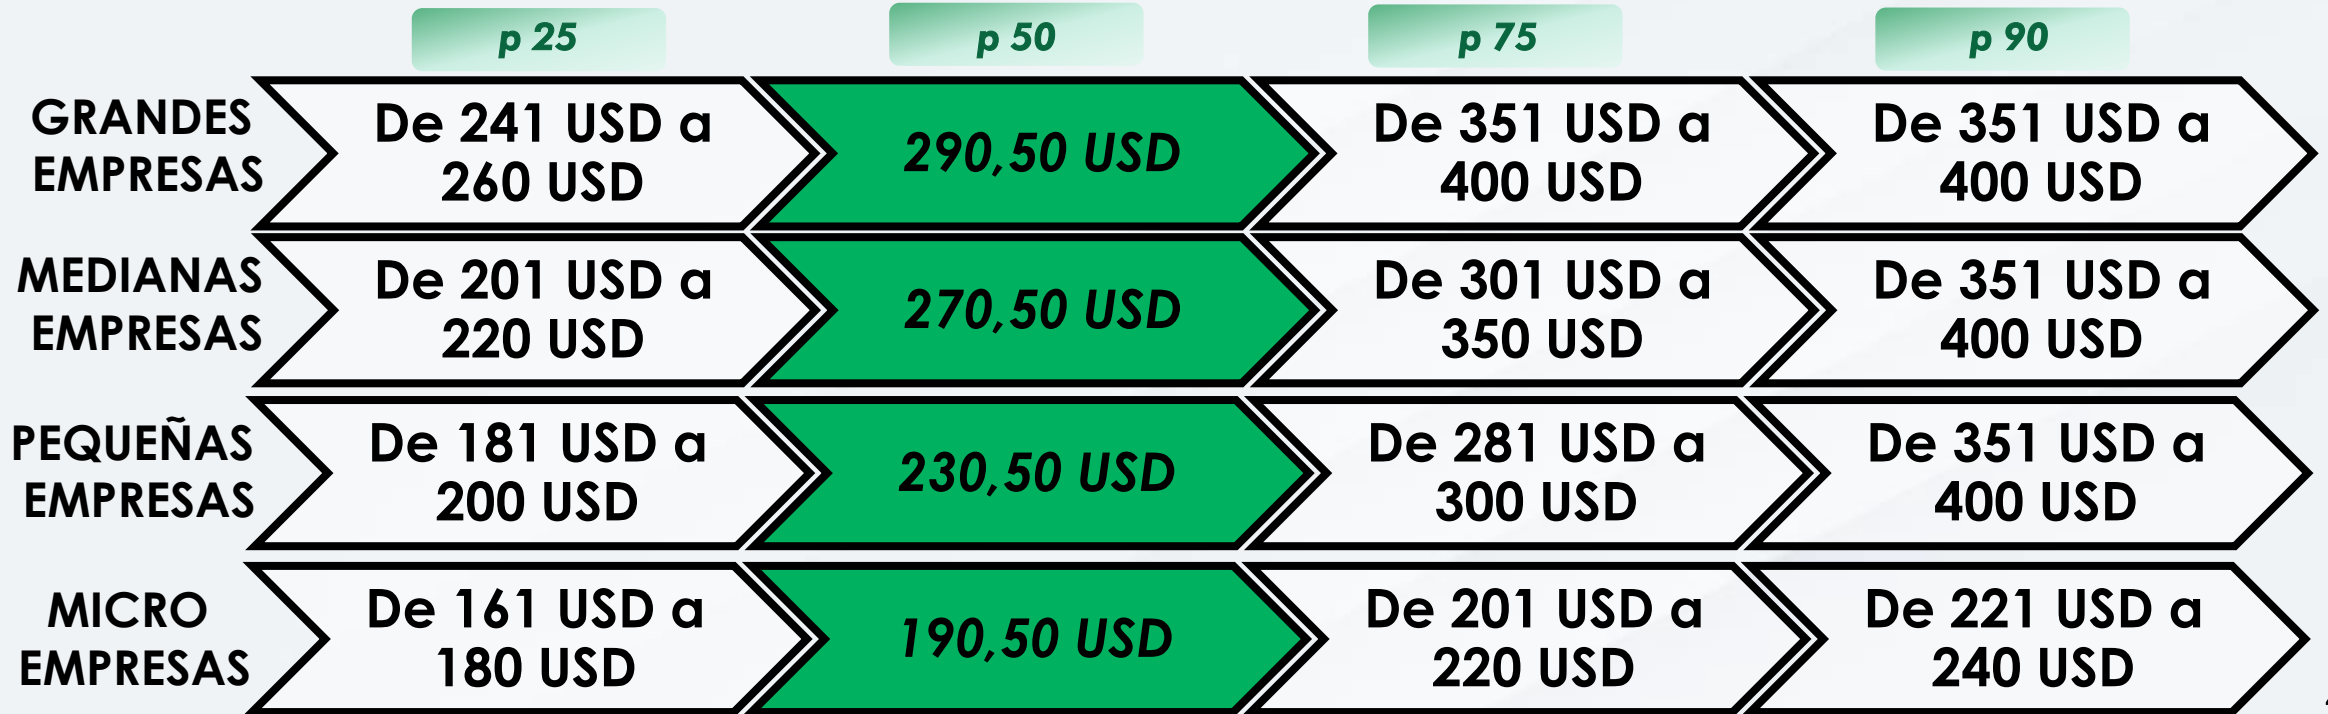 p 25
p 50
p 75
p 90
GRANDES
EMPRESAS
De 241 USD a
260 USD
290,50 USD
De 351 USD a
400 USD
De 351 USD a
400 USD
MEDIANAS
EMPRESAS
De 201 USD a
220 USD
270,50 USD
De 301 USD a
350 USD
De 351 USD a
400 USD
PEQUEÑAS
EMPRESAS
De 181 USD a
200 USD
230,50 USD
De 281 USD a
300 USD
De 351 USD a
400 USD
MICRO
EMPRESAS
De 161 USD a
180 USD
190,50 USD
De 201 USD a
220 USD
De 221 USD a
240 USD